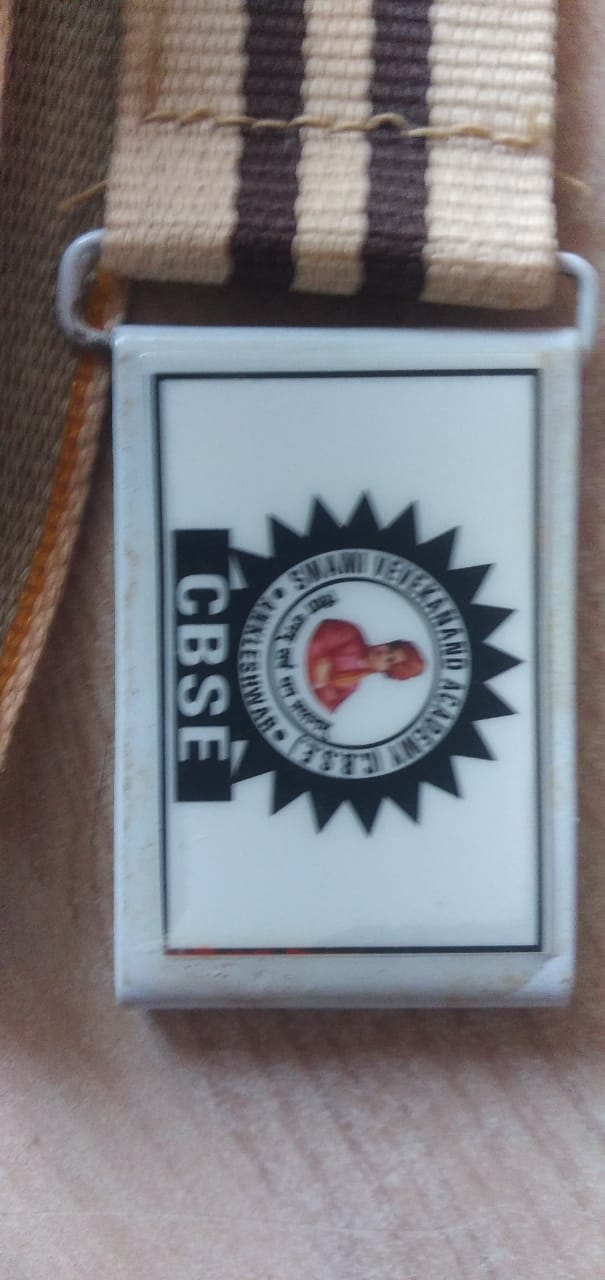 SWAMI VEVEKANAND ACADEMY (C.B.S.E.)
• ANKLESHWAR •
CBSE